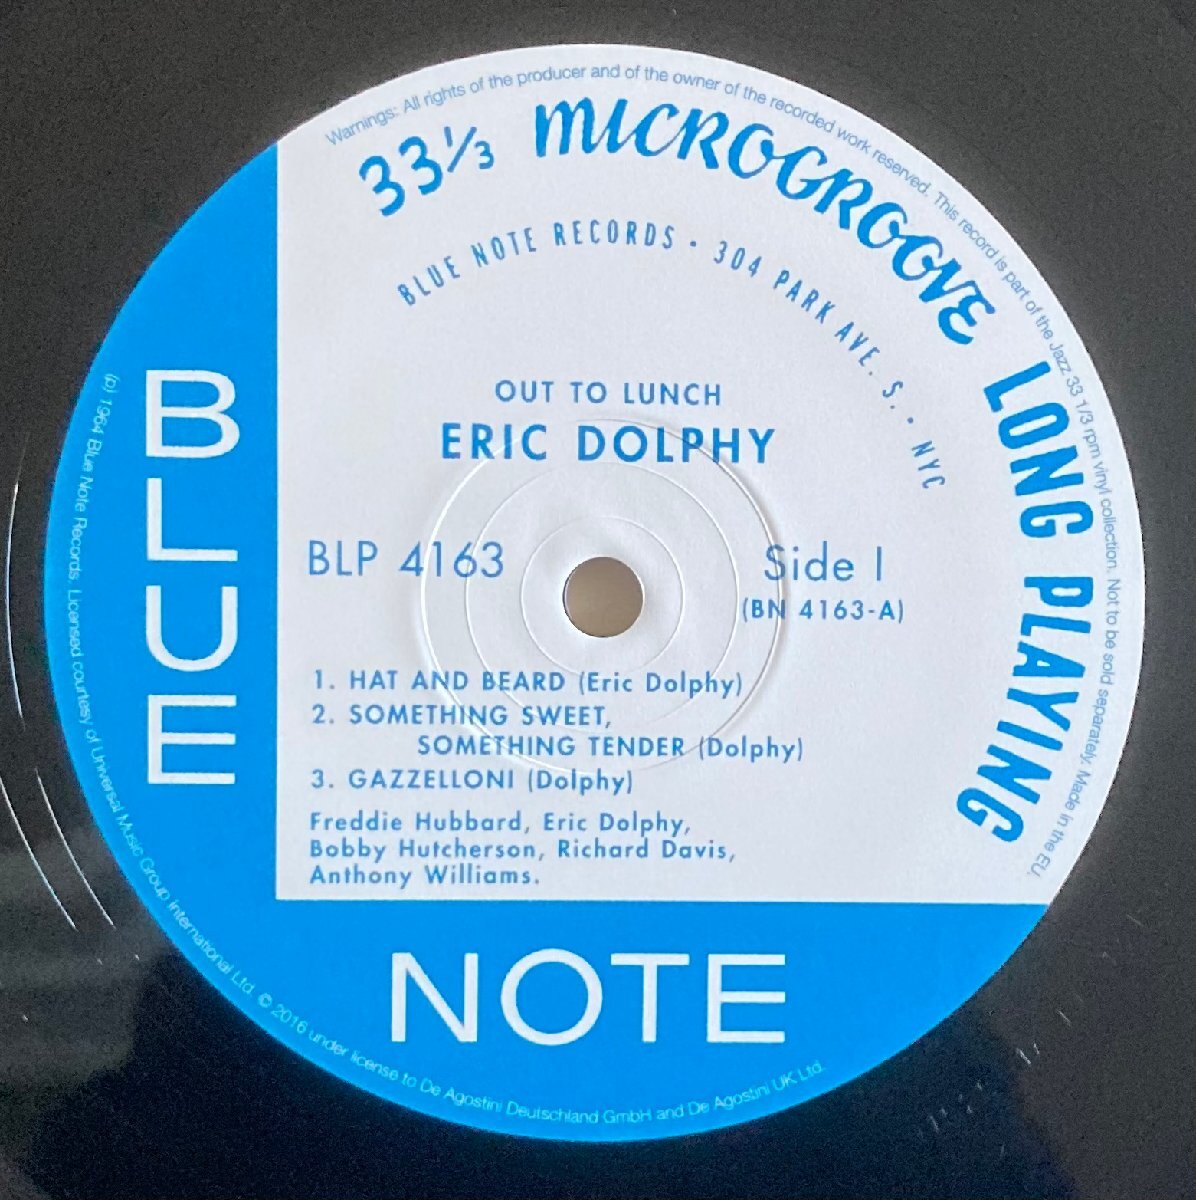 Warnings: All rights of the producer and of the owner of the recorded work reserved. This record is part of the Jazz 33 1/3 rpm vinyl collection. Not to be sold separately. Made in the EU.
33⅓ MICROGROOVE LONG PLAYING
BLUE NOTE RECORDS · 304 PARK AVE. S. · NYC
OUT TO LUNCH
ERIC DOLPHY
BLP 4163
Side I
(BN 4163-A)
1. HAT AND BEARD (Eric Dolphy)
2. SOMETHING SWEET,
SOMETHING TENDER (Dolphy)
3. GAZZELLONI (Dolphy)
Freddie Hubbard, Eric Dolphy,
Bobby Hutcherson, Richard Davis,
Anthony Williams.
BLUE
NOTE
(p) 1964 Blue Note Records. Licensed courtesy of Universal Music Group International Ltd. © 2016 under license to De Agostini Deutschland GmbH and De Agostini UK Ltd.